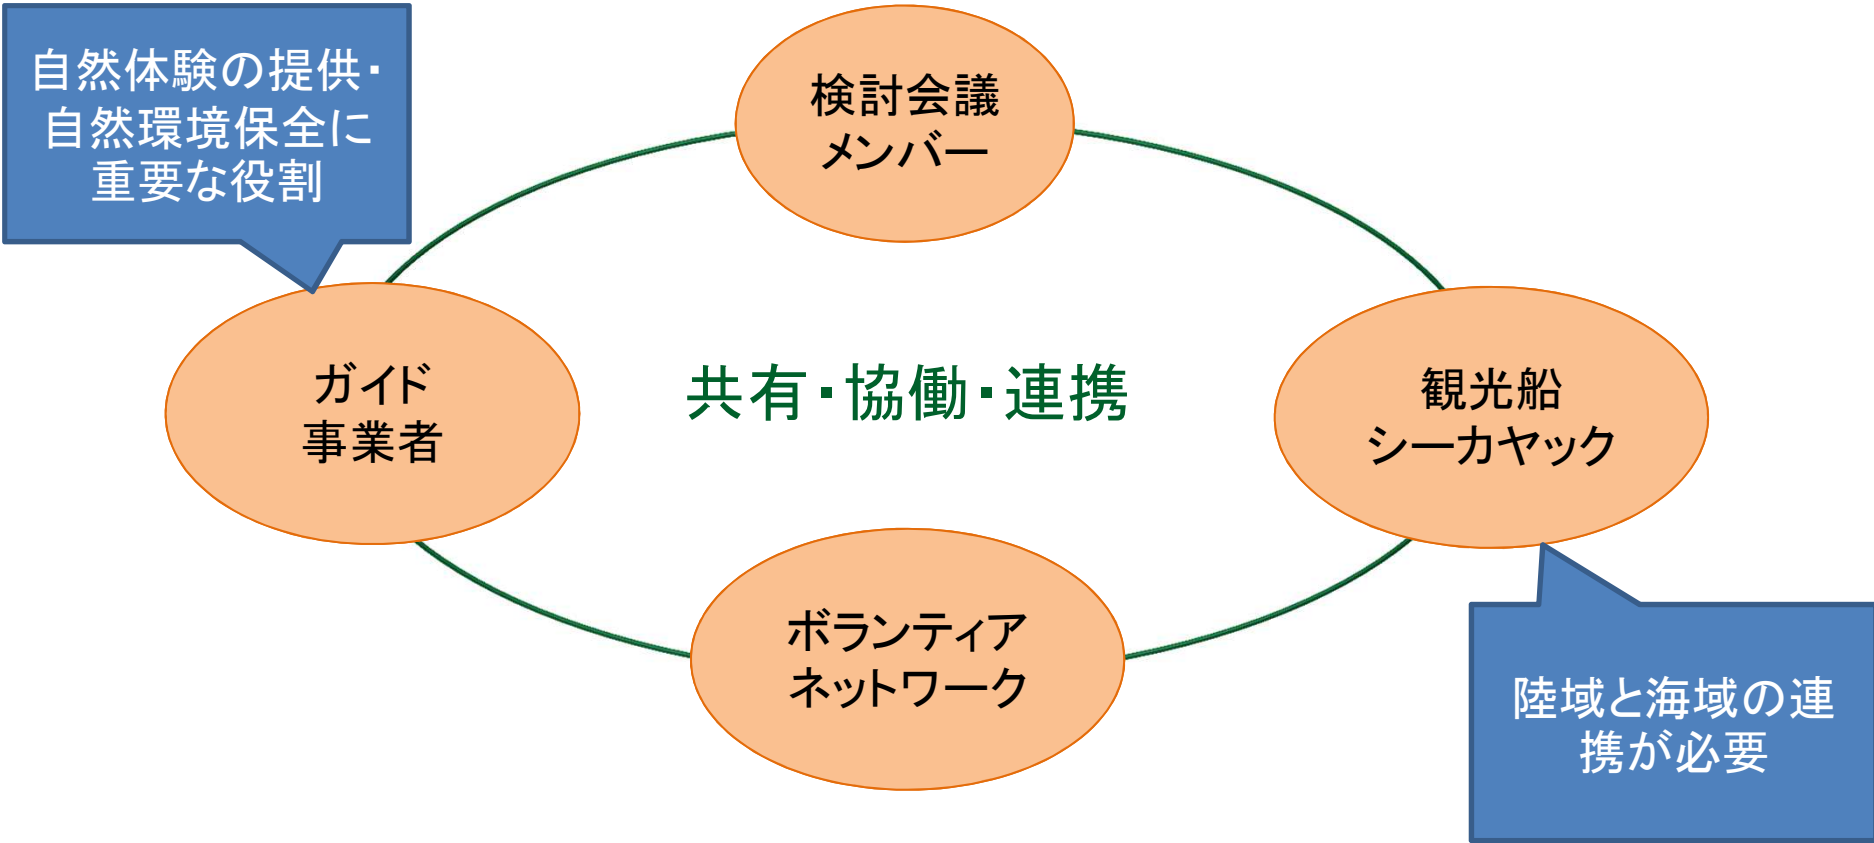 自然体験の提供・
自然環境保全に
重要な役割
検討会議
メンバー
ガイド
事業者
共有・協働・連携
観光船
シーカヤック
ボランティア
ネットワーク
陸域と海域の連
携が必要